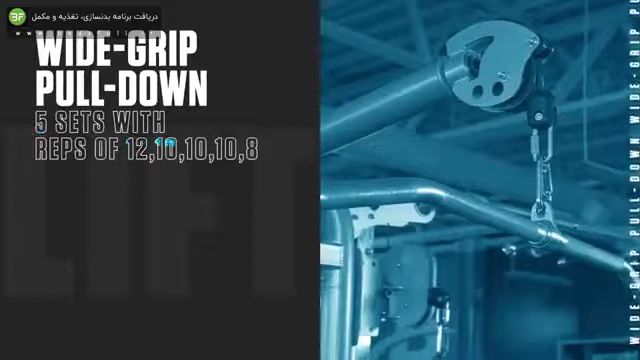 دریافت برنامه بدنسازی، تغذیه و مکمل
WIDE-GRIP
PULL-DOWN
5 SETS WITH
REPS OF 12,10,10,10,8
LIFT
WIDE-GRIP PULL-DOWN WIDE-GRIP